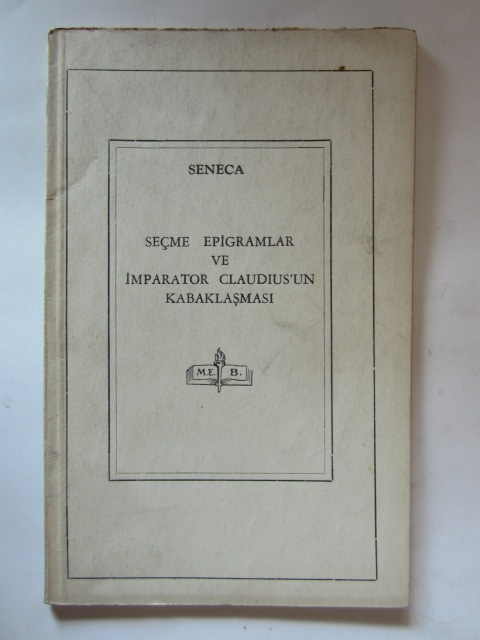 SENECA
SEÇME EPİGRAMLAR
VE
İMPARATOR CLAUDIUS'UN
KABAKLAŞMASI
M.E. B.